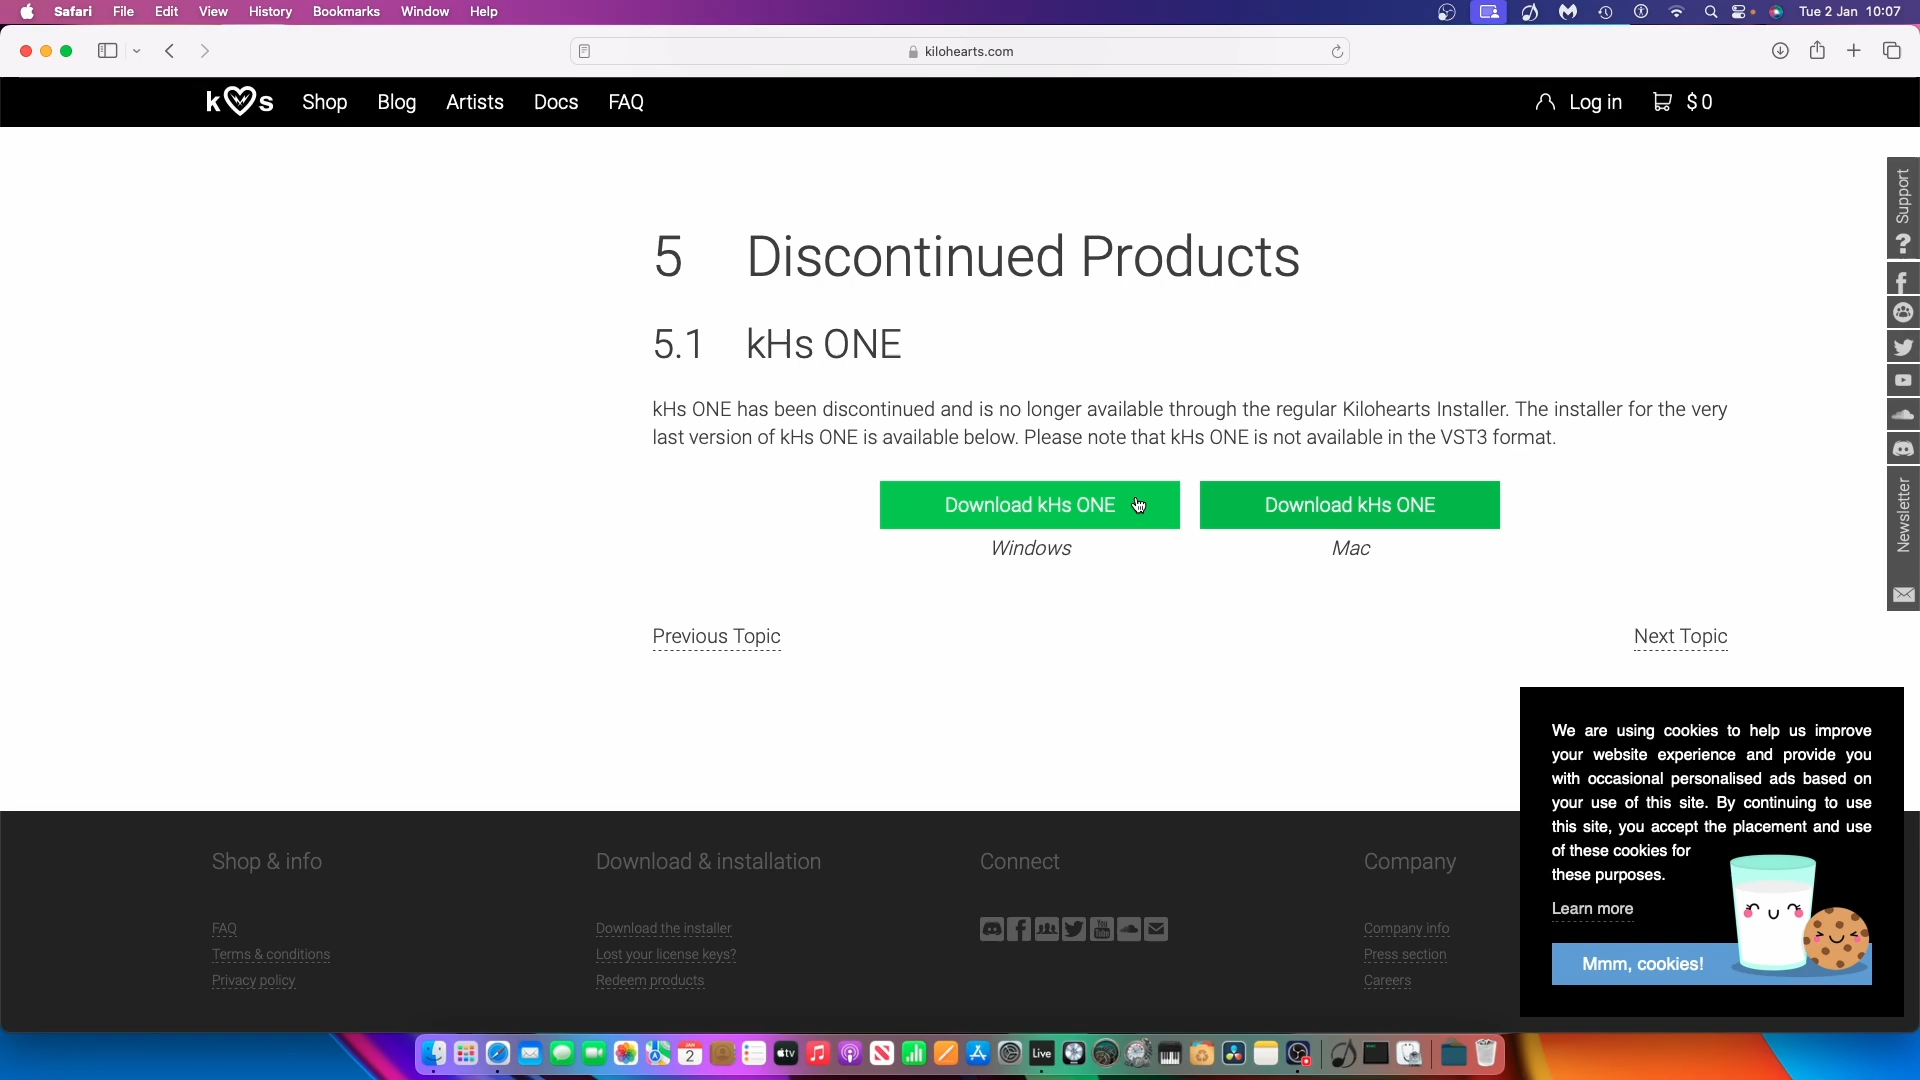 Safari File Edit View History Bookmarks Window Help
Tue 2 Jan 10:07
kilohearts.com
k s Shop Blog Artists Docs FAQ
Log in $ 0
Support
?
Newsletter
5 Discontinued Products
5.1 kHs ONE
kHs ONE has been discontinued and is no longer available through the regular Kilohearts Installer. The installer for the very
last version of kHs ONE is available below. Please note that kHs ONE is not available in the VST3 format.
Download kHs ONE
Windows
Download kHs ONE
Mac
Previous Topic
Next Topic
We are using cookies to help us improve
your website experience and provide you
with occasional personalised ads based on
your use of this site. By continuing to use
this site, you accept the placement and use
of these cookies for
these purposes.
Learn more
Mmm, cookies!
Shop & info
FAQ
Terms & conditions
Privacy policy
Download & installation
Download the installer
Lost your license keys?
Redeem products
Connect
Company
Company info
Press section
Careers
2
tv
Live